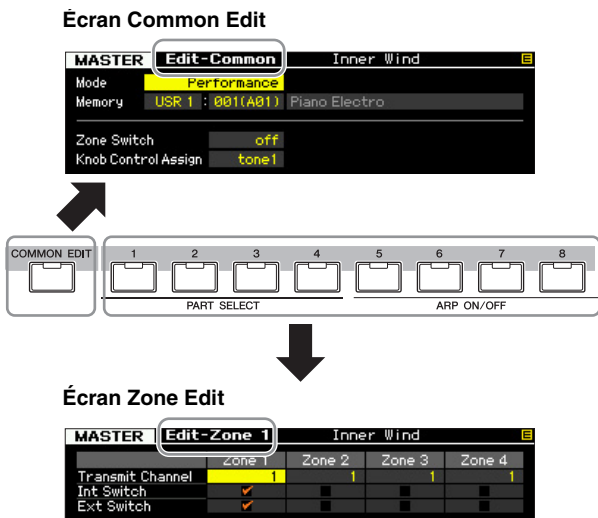 Écran Common Edit
MASTER Edit-Common Inner Wind E
Mode Performance
Memory USR 1 : 001(A01) Piano Electro
Zone Switch off
Knob Control Assign tone1
COMMON EDIT 1 2 3 4 5 6 7 8
PART SELECT ARP ON/OFF
Écran Zone Edit
MASTER Edit-Zone 1 Inner Wind E
Zone 1 Zone 2 Zone 3 Zone 4
Transmit Channel 1 1 1 1
Int Switch
Ext Switch